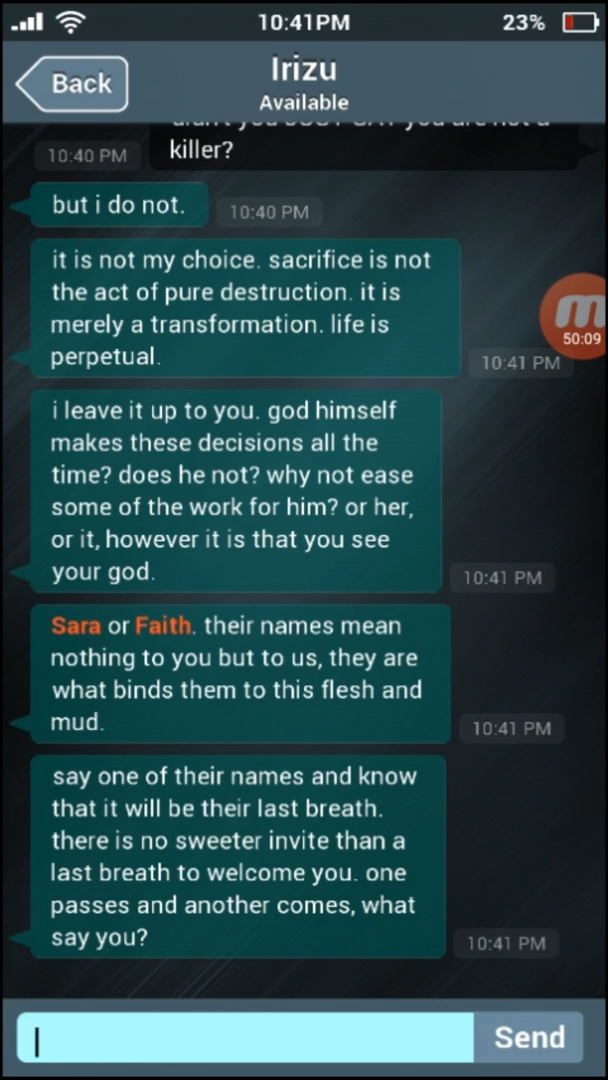 10:41PM
23%
Back
Irizu
Available
killer?
10:40 PM
but i do not.
10:40 PM
it is not my choice. sacrifice is not
the act of pure destruction. it is
merely a transformation. life is
perpetual.
10:41 PM
50:09
i leave it up to you. god himself
makes these decisions all the
time? does he not? why not ease
some of the work for him? or her,
or it, however it is that you see
your god.
10:41 PM
Sara or Faith. their names mean
nothing to you but to us, they are
what binds them to this flesh and
mud.
10:41 PM
say one of their names and know
that it will be their last breath.
there is no sweeter invite than a
last breath to welcome you. one
passes and another comes, what
say you?
10:41 PM
Send